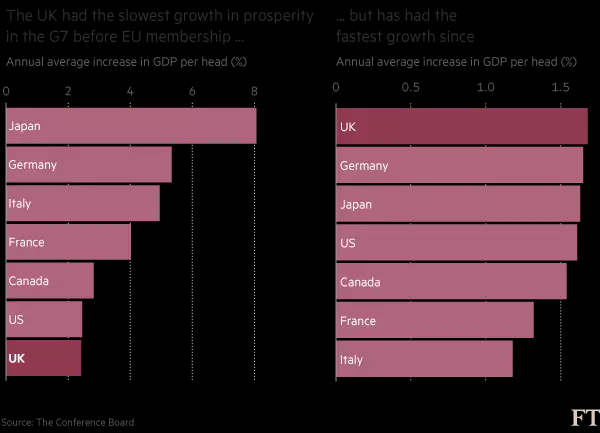 The UK had the slowest growth in prosperity
in the G7 before EU membership ...
Annual average increase in GDP per head (%)
0 2 4 6 8
Japan
Germany
Italy
France
Canada
US
UK
... but has had the
fastest growth since
Annual average increase in GDP per head (%)
0 0.5 1.0 1.5
UK
Germany
Japan
US
Canada
France
Italy
Source: The Conference Board
FT